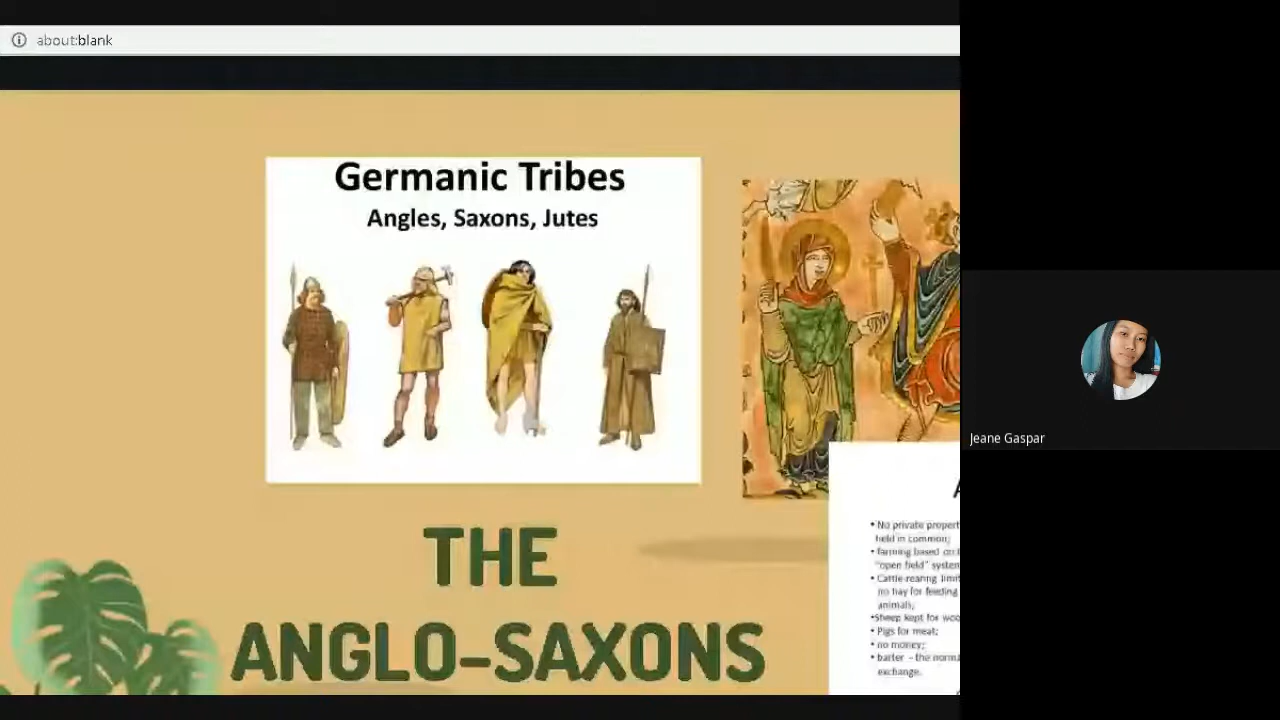 about:blank
Germanic Tribes
Angles, Saxons, Jutes
THE
ANGLO-SAXONS
• No private propert
held in common;
• farming based on
"open field" system
• Cattle-rearing limit
no hay for feeding
animals;
•Sheep kept for woo
• Pigs for meat;
• no money;
• barter – the norma
exchange.
Jeane Gaspar